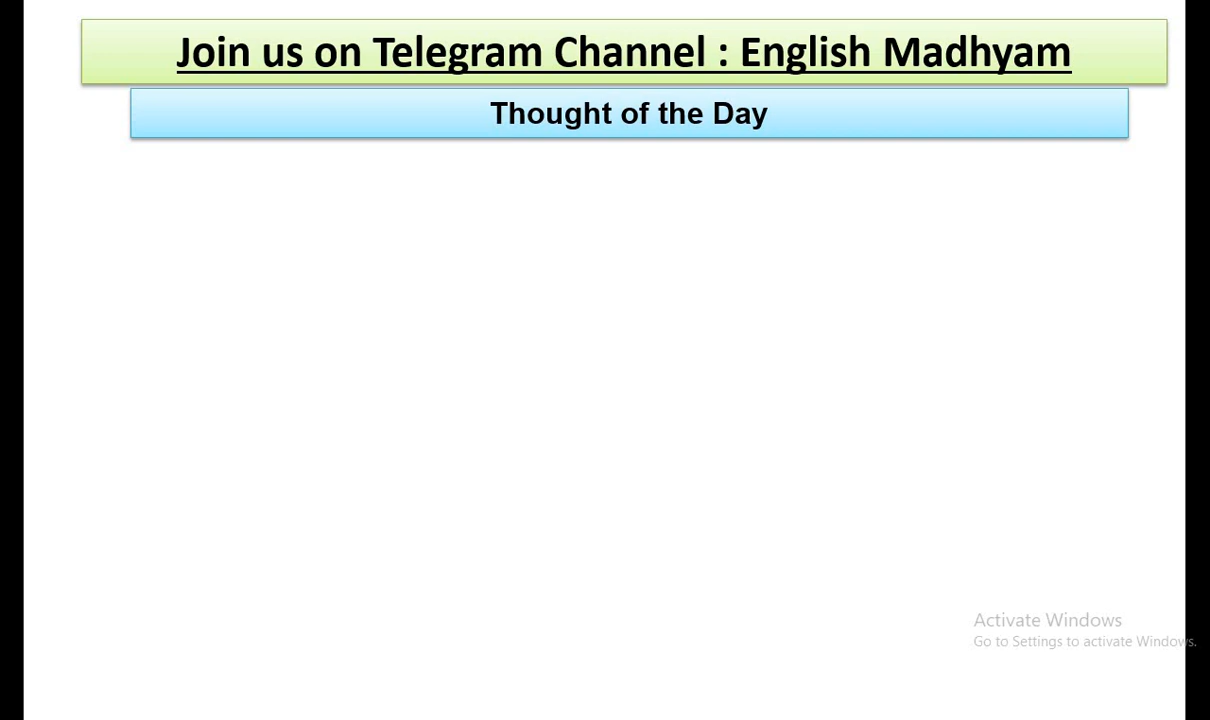 Join us on Telegram Channel : English Madhyam
Thought of the Day
Activate Windows
Go to Settings to activate Windows.